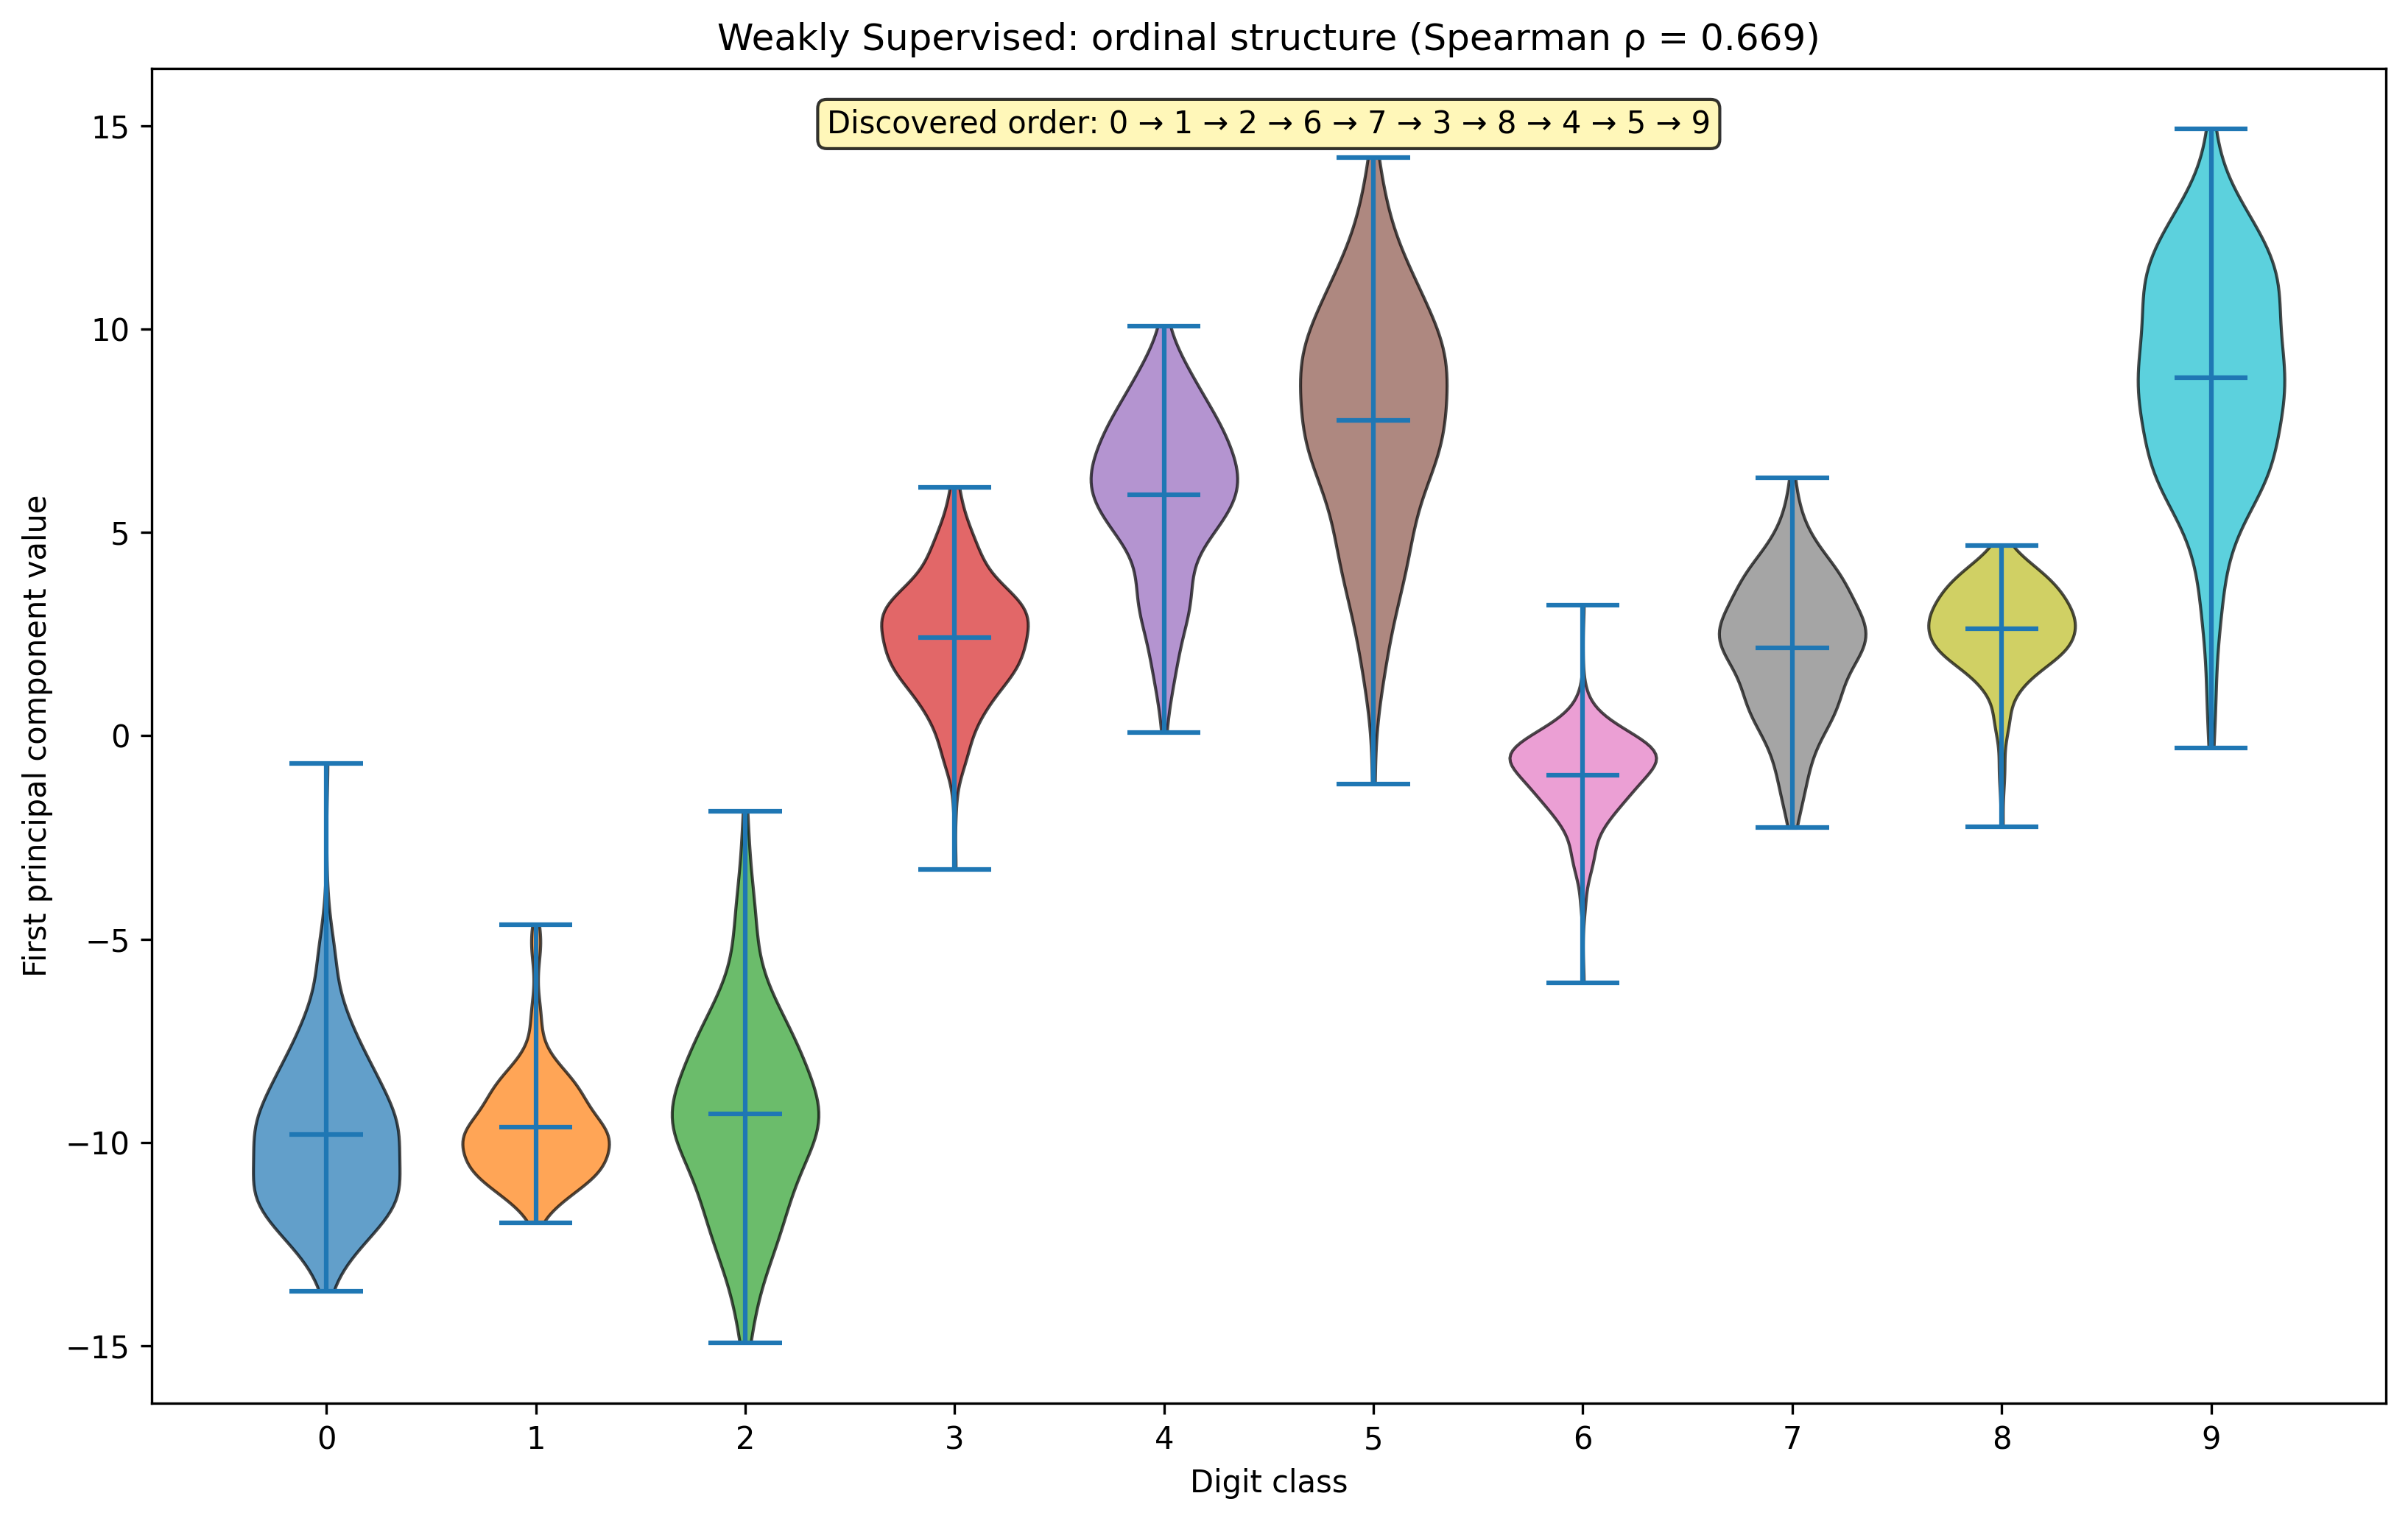 Weakly Supervised: ordinal structure (Spearman ρ = 0.669)
Discovered order: 0 → 1 → 2 → 6 → 7 → 3 → 8 → 4 → 5 → 9
First principal component value
15
10
5
0
−5
−10
−15
0 1 2 3 4 5 6 7 8 9
Digit class